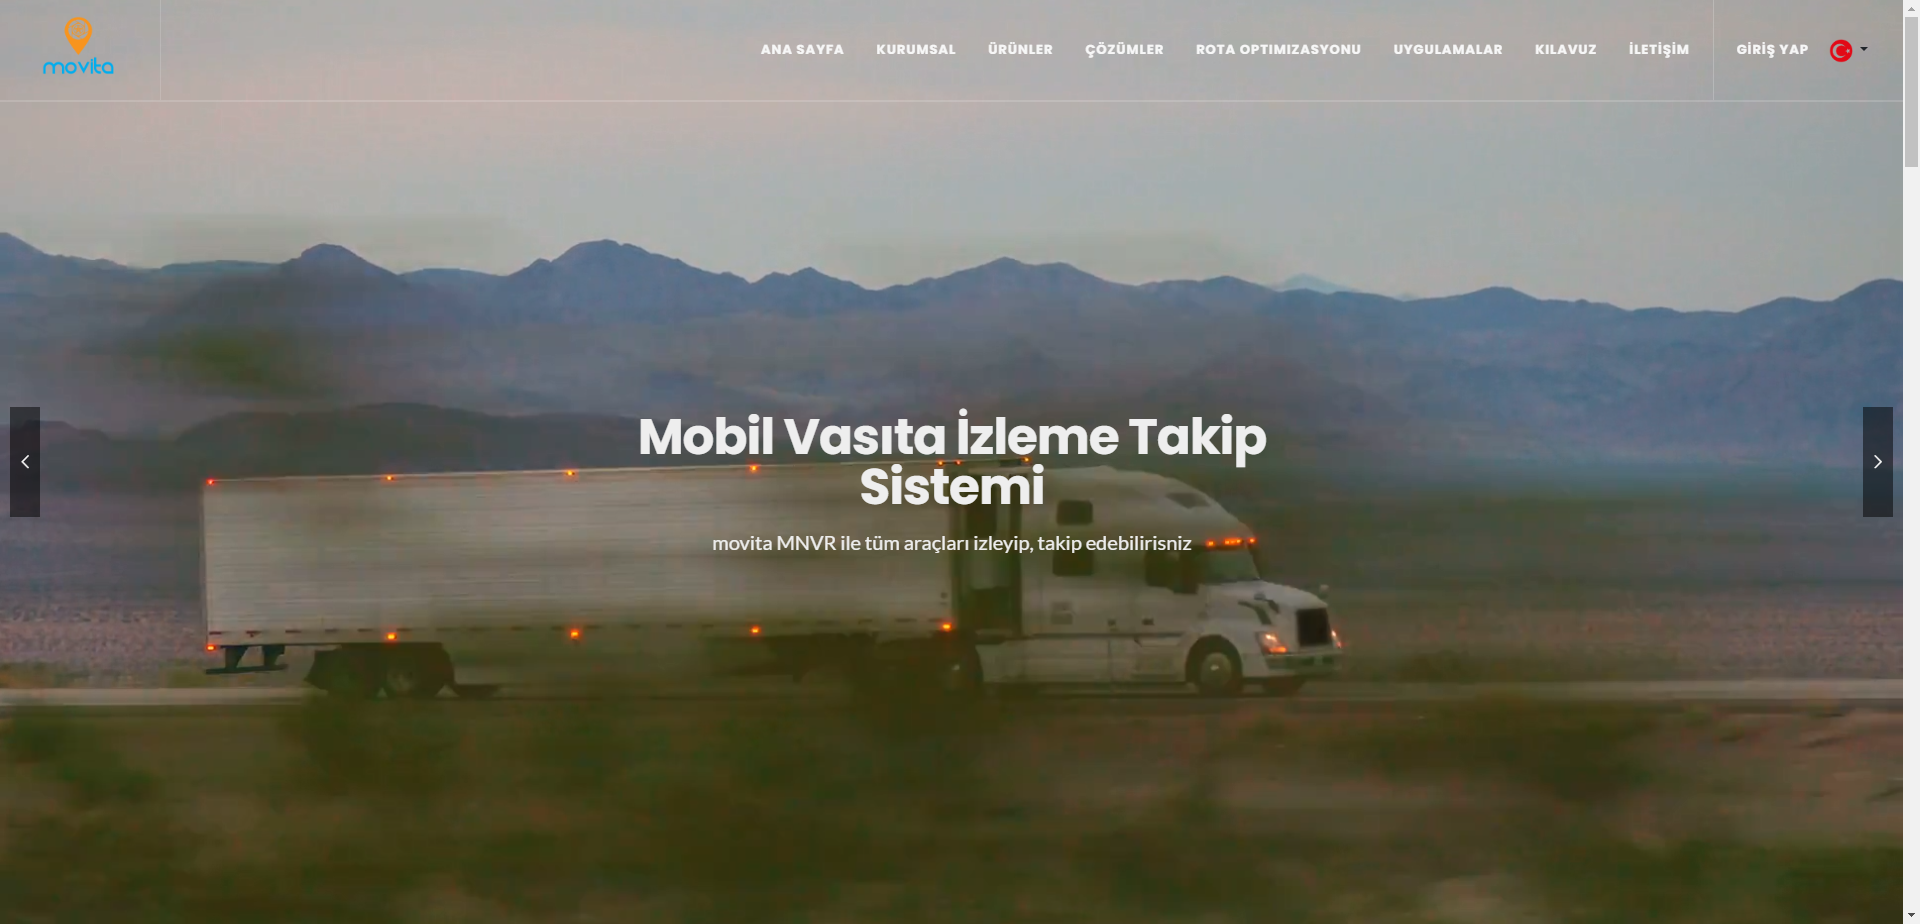 movita
ANA SAYFA KURUMSAL ÜRÜNLER ÇÖZÜMLER ROTA OPTIMIZASYONU UYGULAMALAR KILAVUZ İLETİŞİM GİRİŞ YAP
Mobil Vasıta İzleme Takip
Sistemi
movita MNVR ile tüm araçları izleyip, takip edebilirisniz